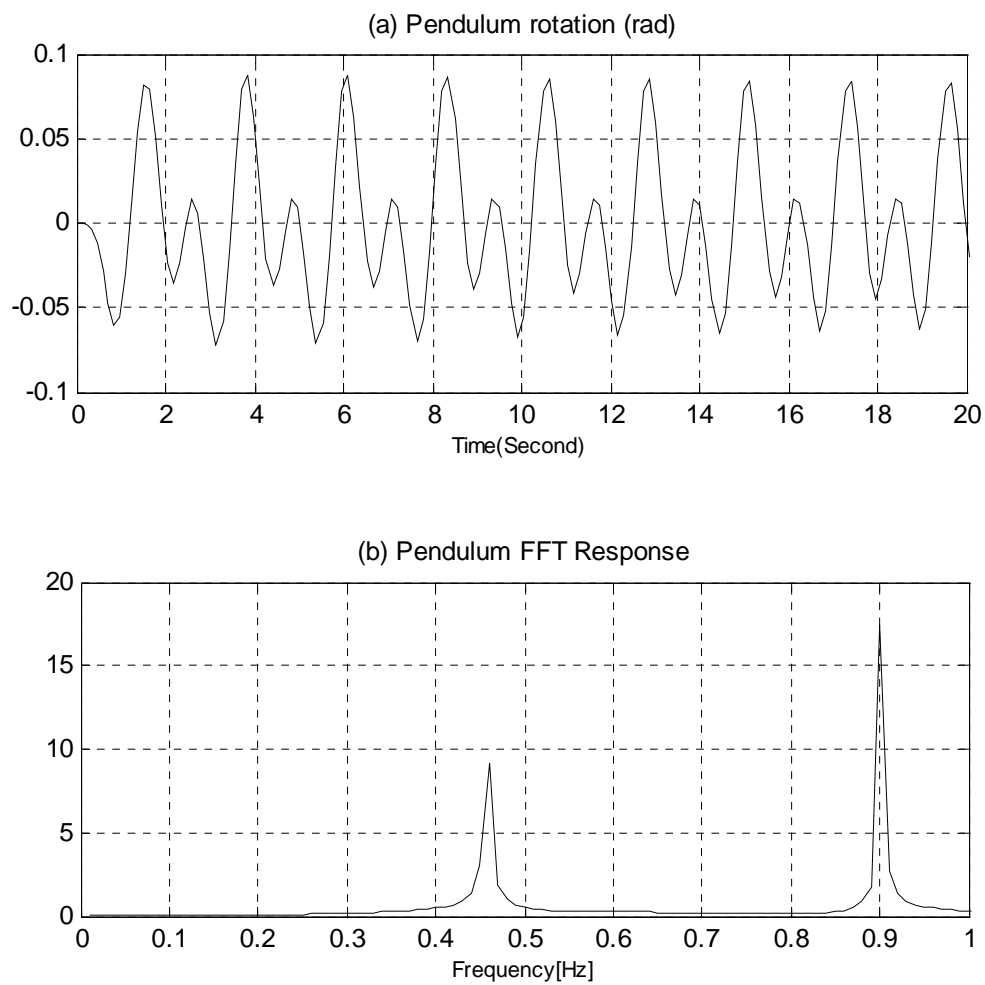 (a) Pendulum rotation (rad)
0.1
0.05
0
-0.05
-0.1
0 2 4 6 8 10 12 14 16 18 20
Time(Second)
(b) Pendulum FFT Response
20
15
10
5
0
0 0.1 0.2 0.3 0.4 0.5 0.6 0.7 0.8 0.9 1
Frequency[Hz]